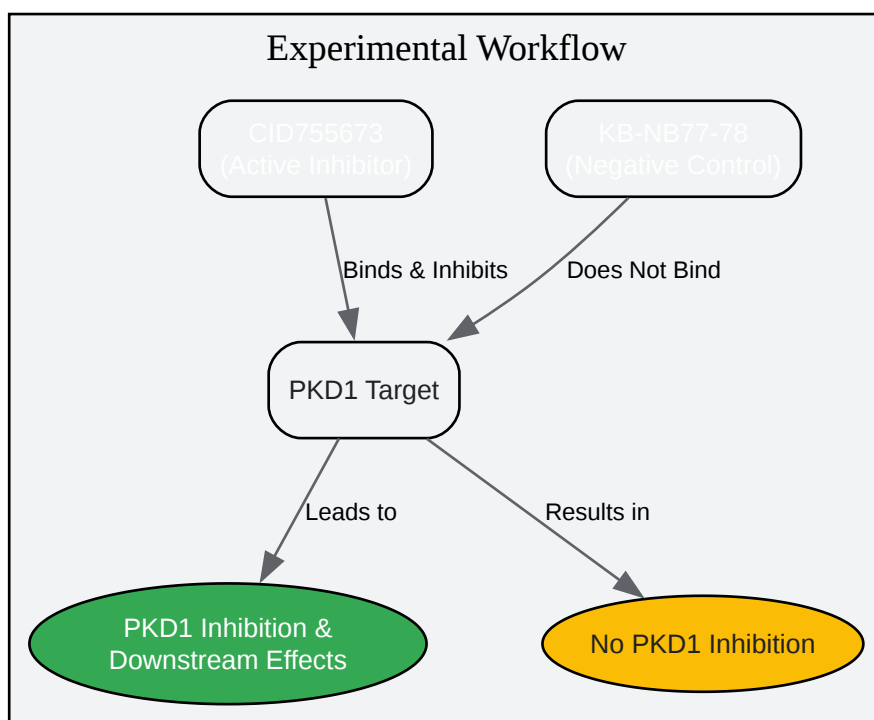 Experimental Workflow
CID755673
(Active Inhibitor)
KB-NB77-78
(Negative Control)
Binds & Inhibits
Does Not Bind
PKD1 Target
Leads to
Results in
PKD1 Inhibition &
Downstream Effects
No PKD1 Inhibition